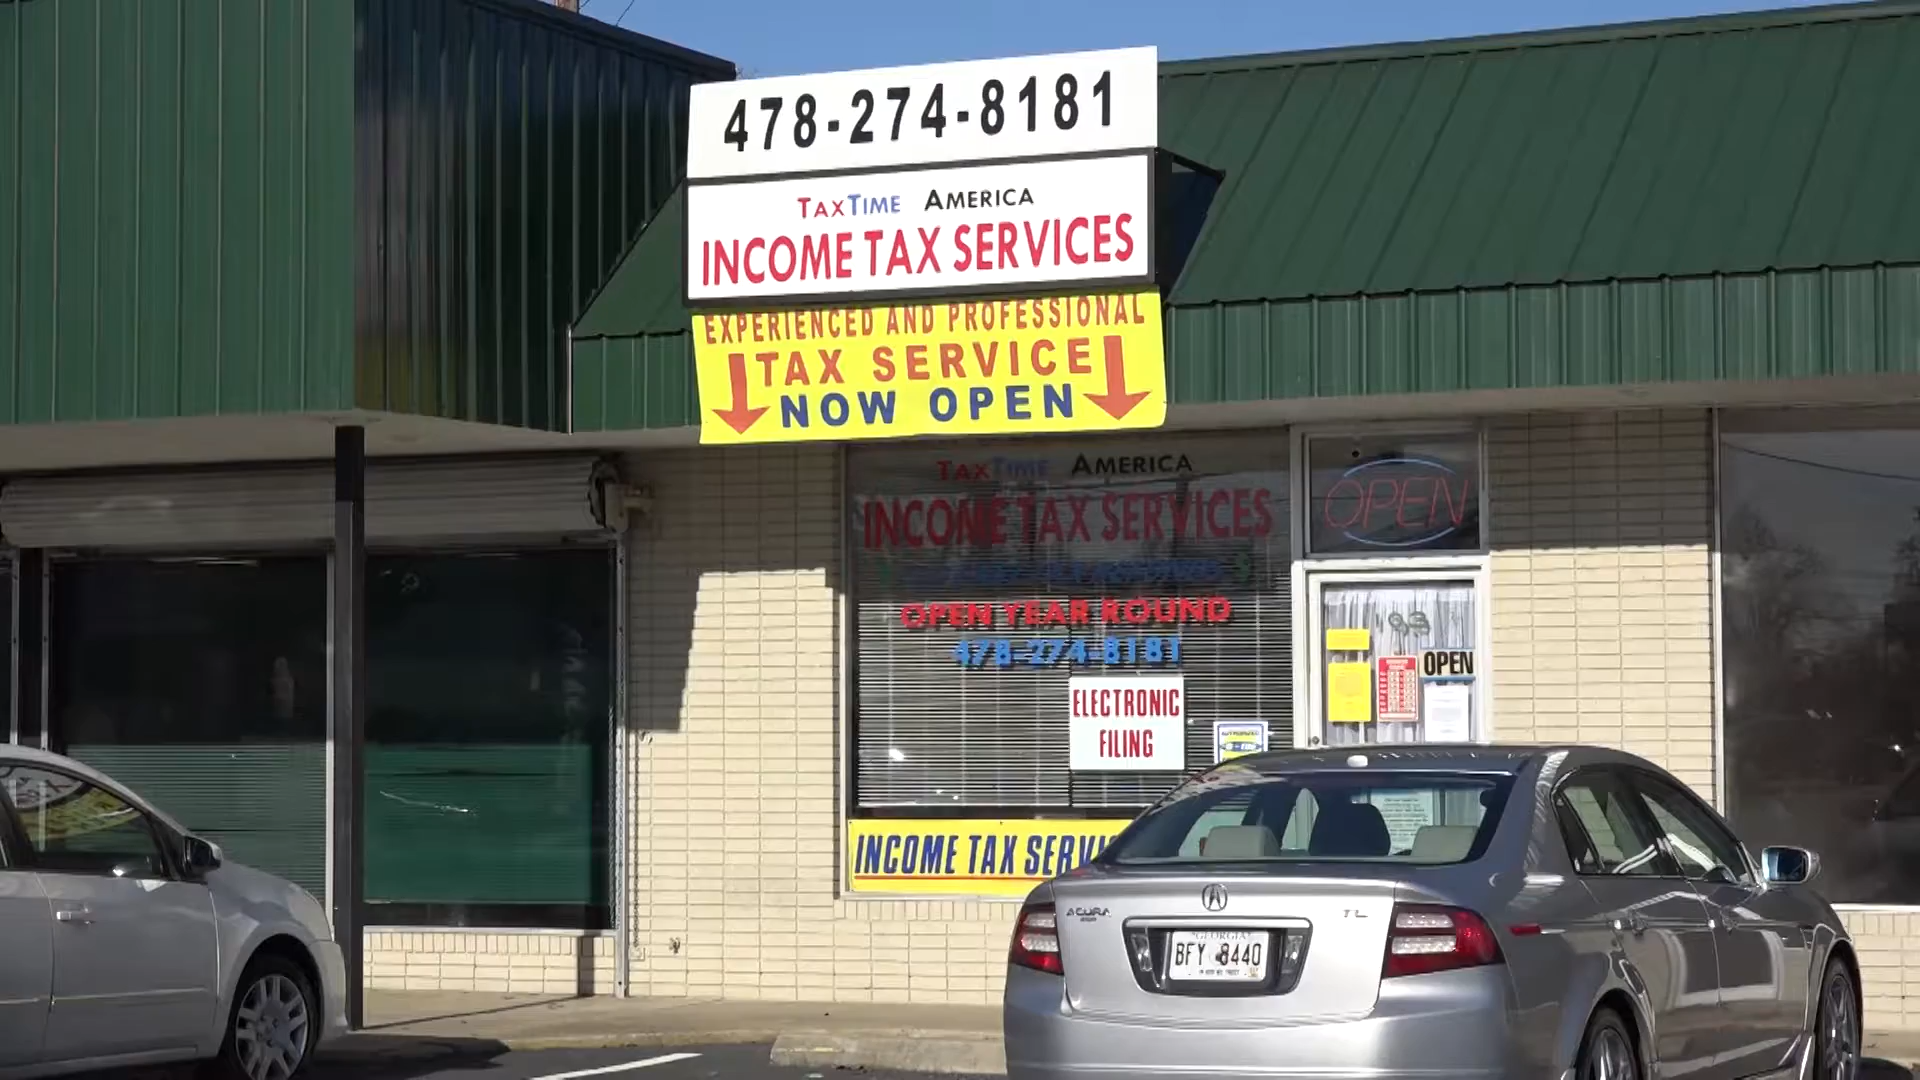 478-274-8181
TAXTIME AMERICA
INCOME TAX SERVICES
EXPERIENCED AND PROFESSIONAL
TAX SERVICE
NOW OPEN
TAXTIME AMERICA
INCOME TAX SERVICES
OPEN
OPEN YEAR ROUND
478-274-8181
OPEN
ELECTRONIC
FILING
INCOME TAX
ACURA
TL
GEORGIA
BFY 8440